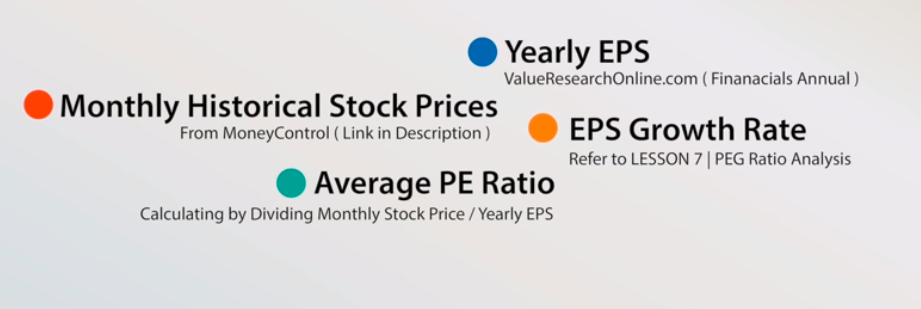 Yearly EPS
ValueResearchOnline.com ( Finanacials Annual )
Monthly Historical Stock Prices
From MoneyControl ( Link in Description )
EPS Growth Rate
Refer to LESSON 7 | PEG Ratio Analysis
Average PE Ratio
Calculating by Dividing Monthly Stock Price / Yearly EPS